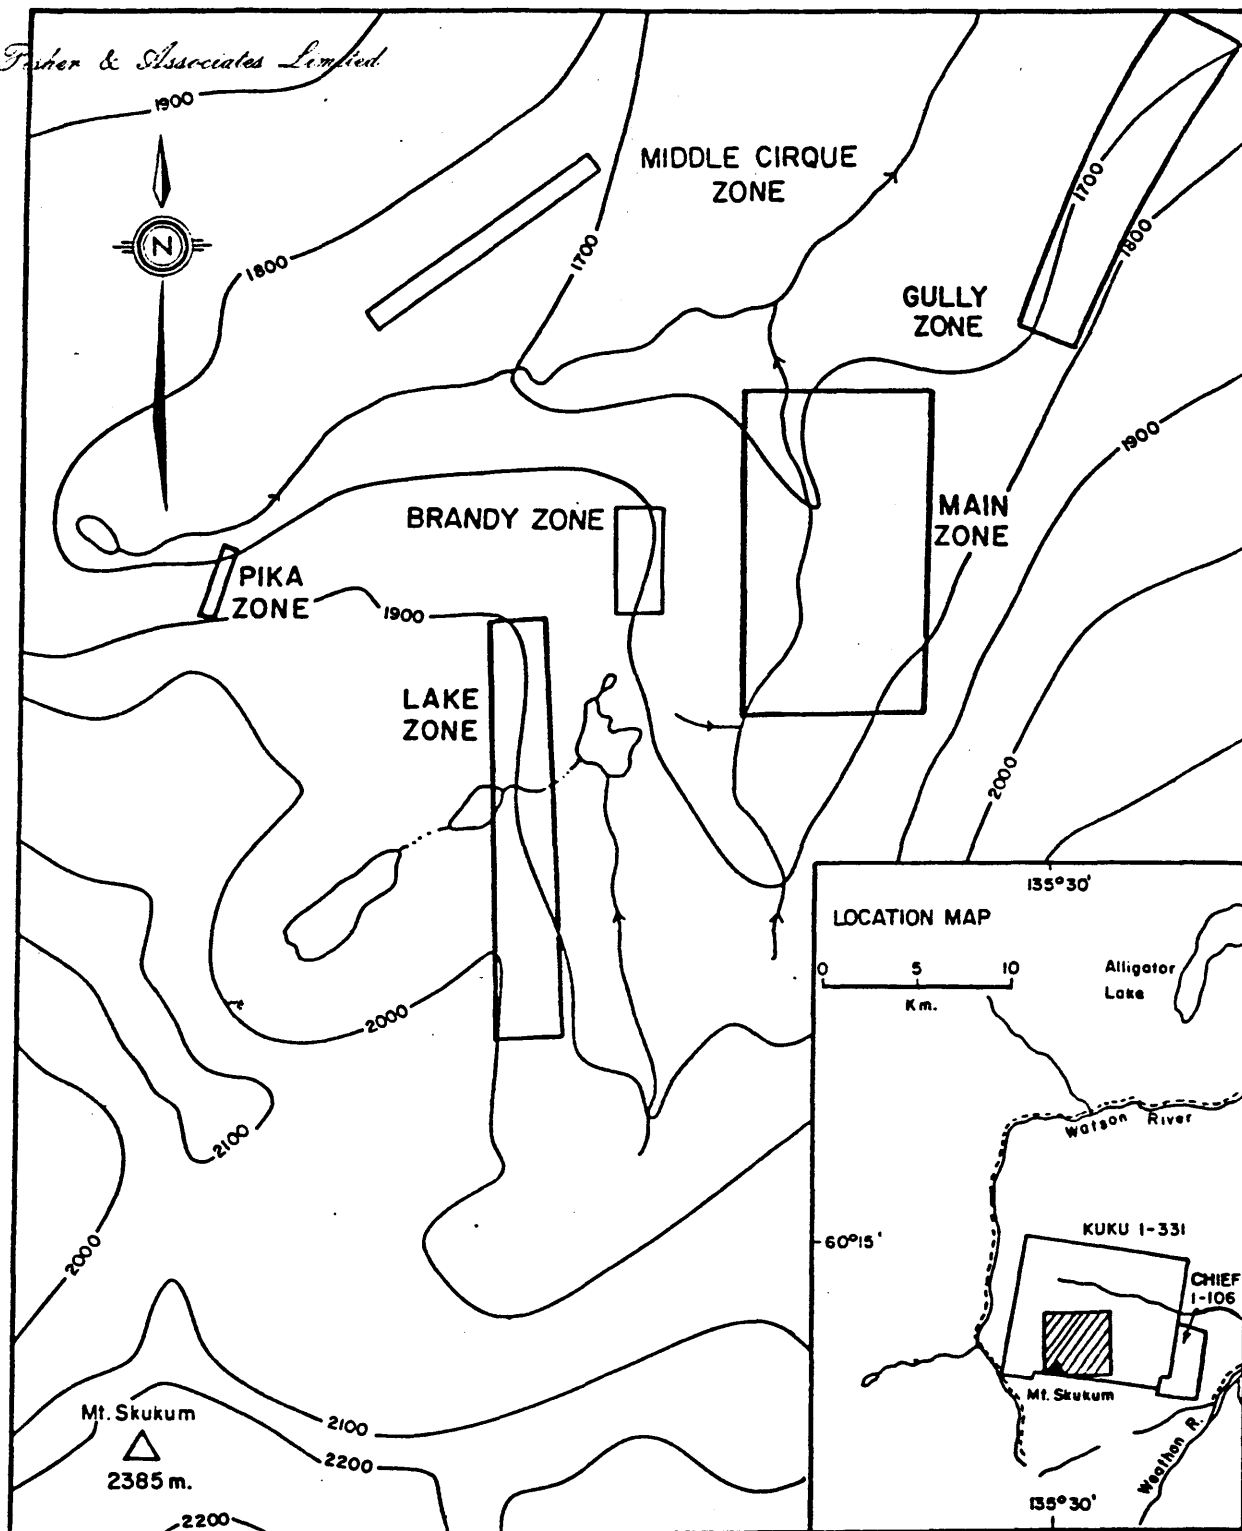 Fisher & Associates Limited
1900
N
MIDDLE CIRQUE
ZONE
1700
1800
1700
1800
GULLY
ZONE
1900
BRANDY ZONE
MAIN
ZONE
PIKA
ZONE
1900
LAKE
ZONE
2000
2000
2100
2000
Mt. Skukum
2385 m.
2100
2200
2200
135°30'
LOCATION MAP
0 5 10
Km.
Alligator
Lake
Watson River
60°15'
KUKU 1-331
CHIEF
1-106
Mt. Skukum
Weathon R.
135°30'